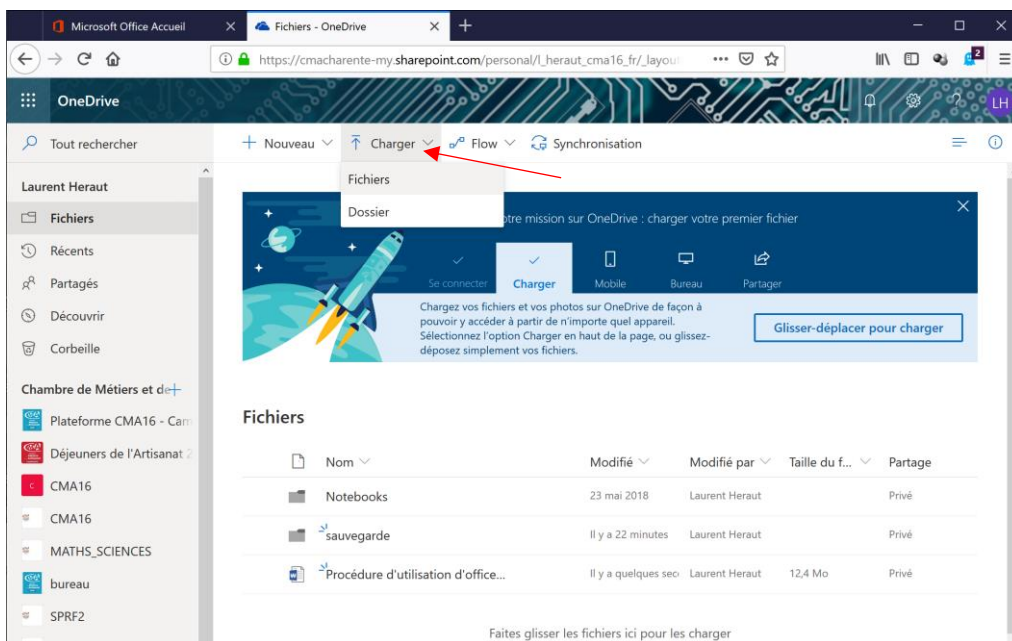 Microsoft Office Accueil
Fichiers - OneDrive
https://cmacharente-my.sharepoint.com/personal/l_heraut_cma16_fr/_layou
2
OneDrive
LH
Tout rechercher
Nouveau
Charger
Flow
Synchronisation
Fichiers
Dossier
Laurent Heraut
Fichiers
Récents
Partagés
Découvrir
Corbeille
Chambre de Métiers et de
Plateforme CMA16 - Cam
Déjeuners de l'Artisanat 2
C CMA16
CMA16
MATHS_SCIENCES
bureau
SPRF2
otre mission sur OneDrive : charger votre premier fichier
Se connecter
Charger
Mobile
Bureau
Partager
Chargez vos fichiers et vos photos sur OneDrive de façon à
pouvoir y accéder à partir de n'importe quel appareil.
Sélectionnez l'option Charger en haut de la page, ou glissez-
déposez simplement vos fichiers.
Glisser-déplacer pour charger
Fichiers
Nom Modifié Modifié par Taille du f... Partage
Notebooks 23 mai 2018 Laurent Heraut Privé
sauvegarde Il y a 22 minutes Laurent Heraut Privé
Procédure d'utilisation d'office... Il y a quelques seco Laurent Heraut 12,4 Mo Privé
Faites glisser les fichiers ici pour les charger